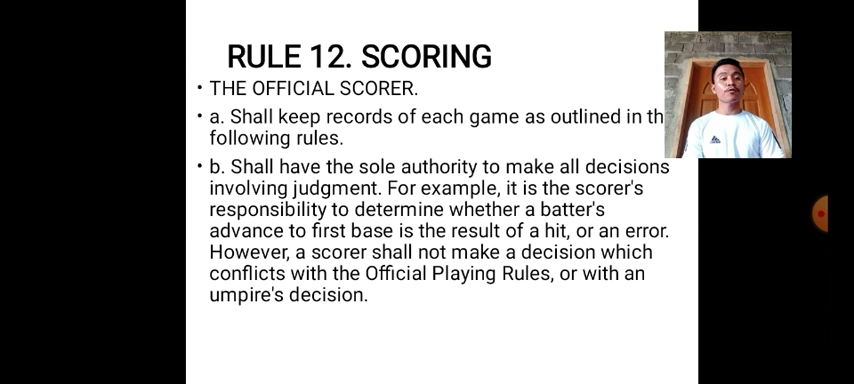 RULE 12. SCORING
• THE OFFICIAL SCORER.
• a. Shall keep records of each game as outlined in th
following rules.
• b. Shall have the sole authority to make all decisions
involving judgment. For example, it is the scorer's
responsibility to determine whether a batter's
advance to first base is the result of a hit, or an error.
However, a scorer shall not make a decision which
conflicts with the Official Playing Rules, or with an
umpire's decision.